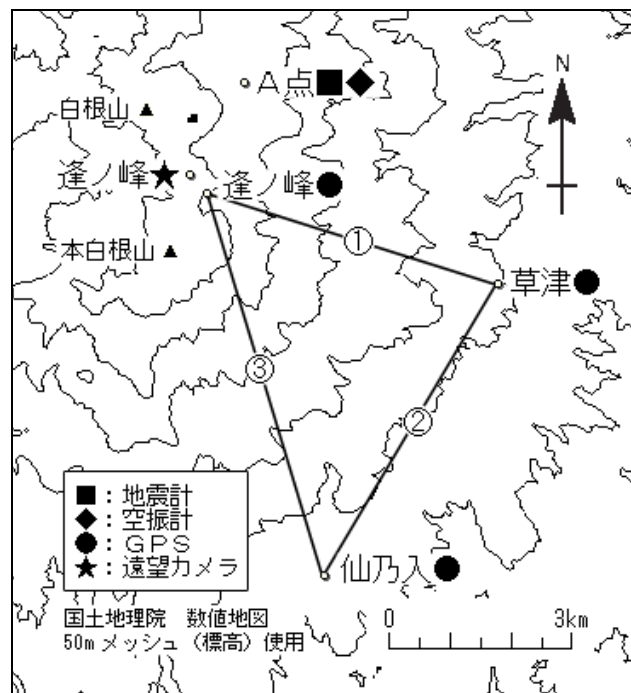 A点■◆
N
白根山▲
逢ノ峰★
逢ノ峰●
①
本白根山▲
草津●
③
②
■:地震計
◆:空振計
●:GPS
★:遠望カメラ
仙乃入●
国土地理院 数値地図
50mメッシュ(標高)使用
0 3km